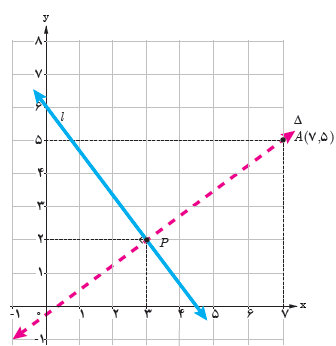 y
۸
۷
۶
l
Δ
۵
A(۷,۵)
۴
۳
۲
P
۱
-۱ ۰ ۱ ۲ ۳ ۴ ۵ ۶ ۷ x
-۱